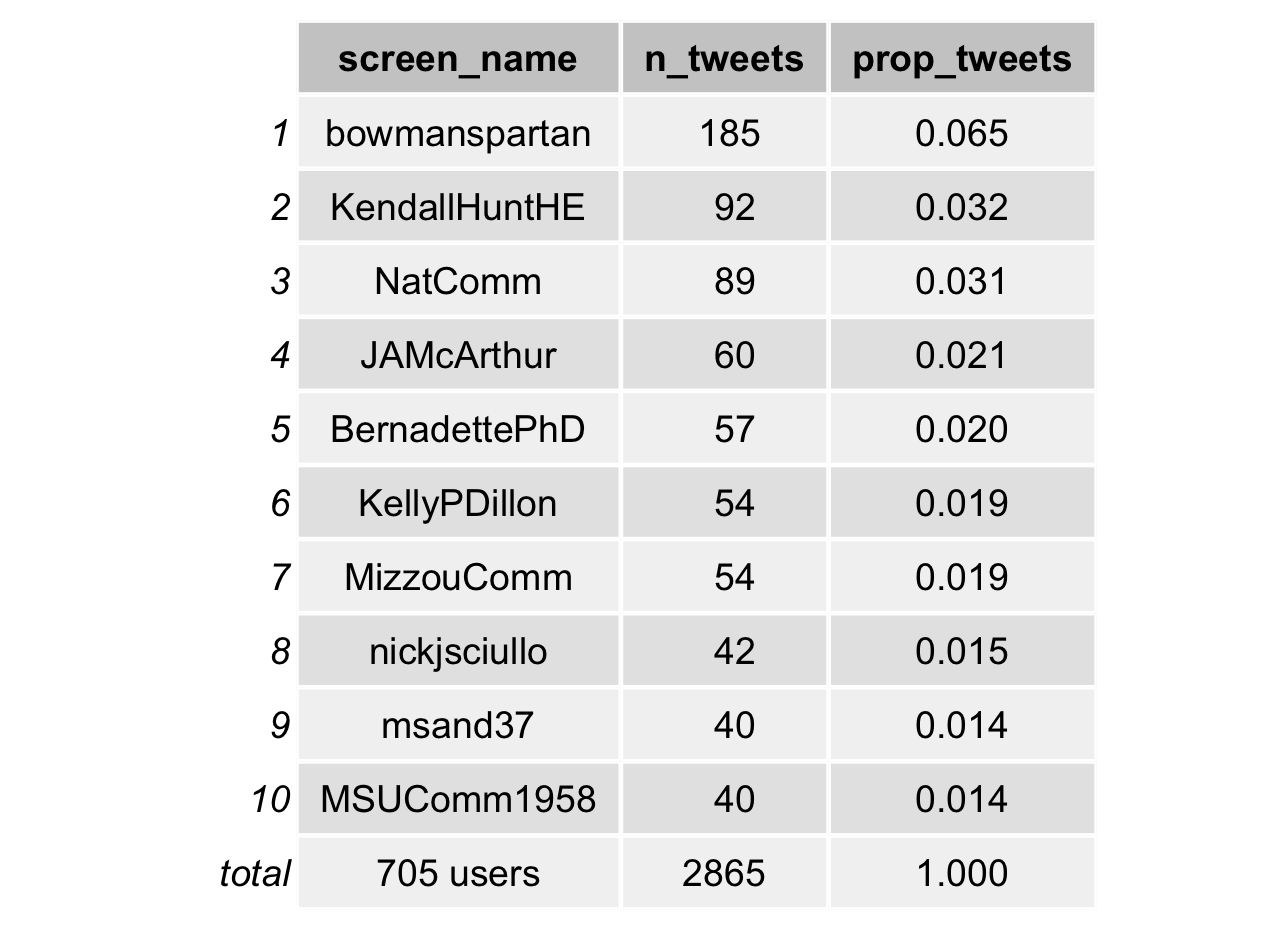 screen_name n_tweets prop_tweets
1 bowmanspartan 185 0.065
2 KendallHuntHE 92 0.032
3 NatComm 89 0.031
4 JAMcArthur 60 0.021
5 BernadettePhD 57 0.020
6 KellyPDillon 54 0.019
7 MizzouComm 54 0.019
8 nickjsciullo 42 0.015
9 msand37 40 0.014
10 MSUComm1958 40 0.014
total 705 users 2865 1.000